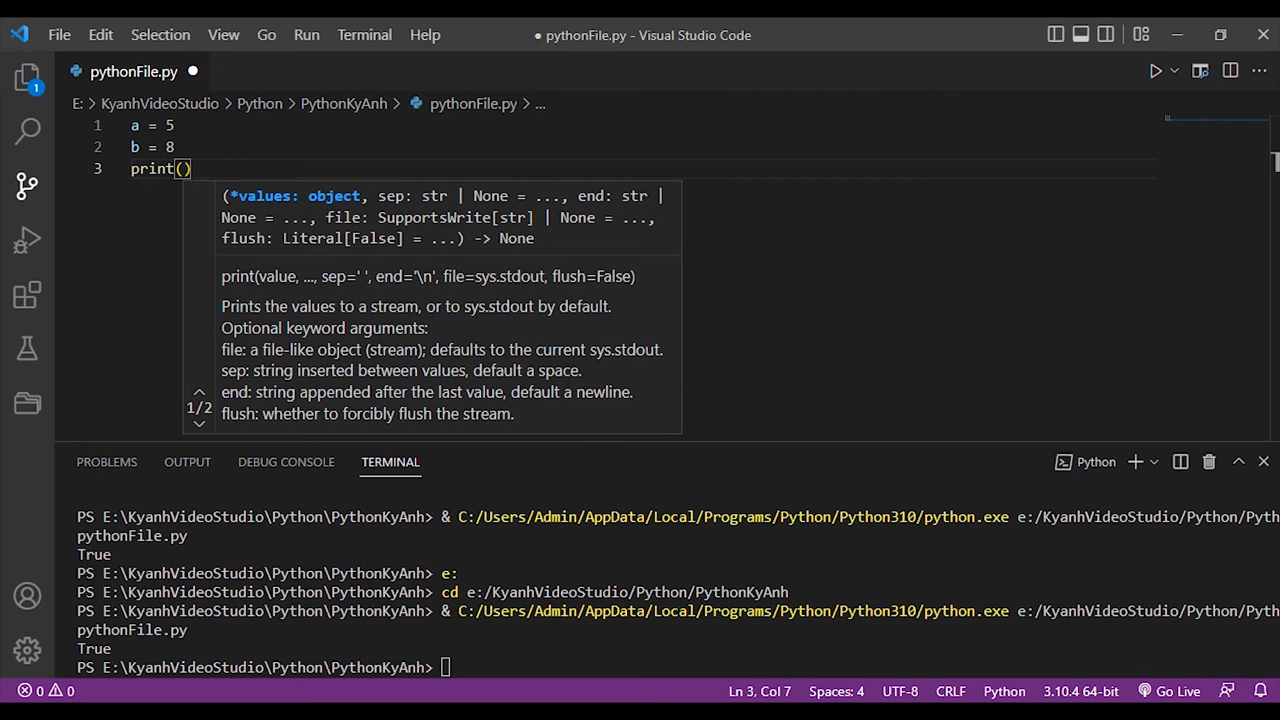 File Edit Selection View Go Run Terminal Help ● pythonFile.py - Visual Studio Code
pythonFile.py ●
1
E: > KyanhVideoStudio > Python > PythonKyAnh > pythonFile.py > ...
1 a = 5
2 b = 8
3 print()
(*values: object, sep: str | None = ..., end: str |
None = ..., file: SupportsWrite[str] | None = ...,
flush: Literal[False] = ...) -> None
print(value, ..., sep=' ', end='\n', file=sys.stdout, flush=False)
Prints the values to a stream, or to sys.stdout by default.
Optional keyword arguments:
file: a file-like object (stream); defaults to the current sys.stdout.
sep: string inserted between values, default a space.
end: string appended after the last value, default a newline.
1/2
flush: whether to forcibly flush the stream.
PROBLEMS OUTPUT DEBUG CONSOLE TERMINAL Python
PS E:\KyanhVideoStudio\Python\PythonKyAnh> & C:/Users/Admin/AppData/Local/Programs/Python/Python310/python.exe e:/KyanhVideoStudio/Python/Pyth
pythonFile.py
True
PS E:\KyanhVideoStudio\Python\PythonKyAnh> e:
PS E:\KyanhVideoStudio\Python\PythonKyAnh> cd e:/KyanhVideoStudio/Python/PythonKyAnh
PS E:\KyanhVideoStudio\Python\PythonKyAnh> & C:/Users/Admin/AppData/Local/Programs/Python/Python310/python.exe e:/KyanhVideoStudio/Python/Pyth
pythonFile.py
True
PS E:\KyanhVideoStudio\Python\PythonKyAnh>
0 0 Ln 3, Col 7 Spaces: 4 UTF-8 CRLF Python 3.10.4 64-bit Go Live